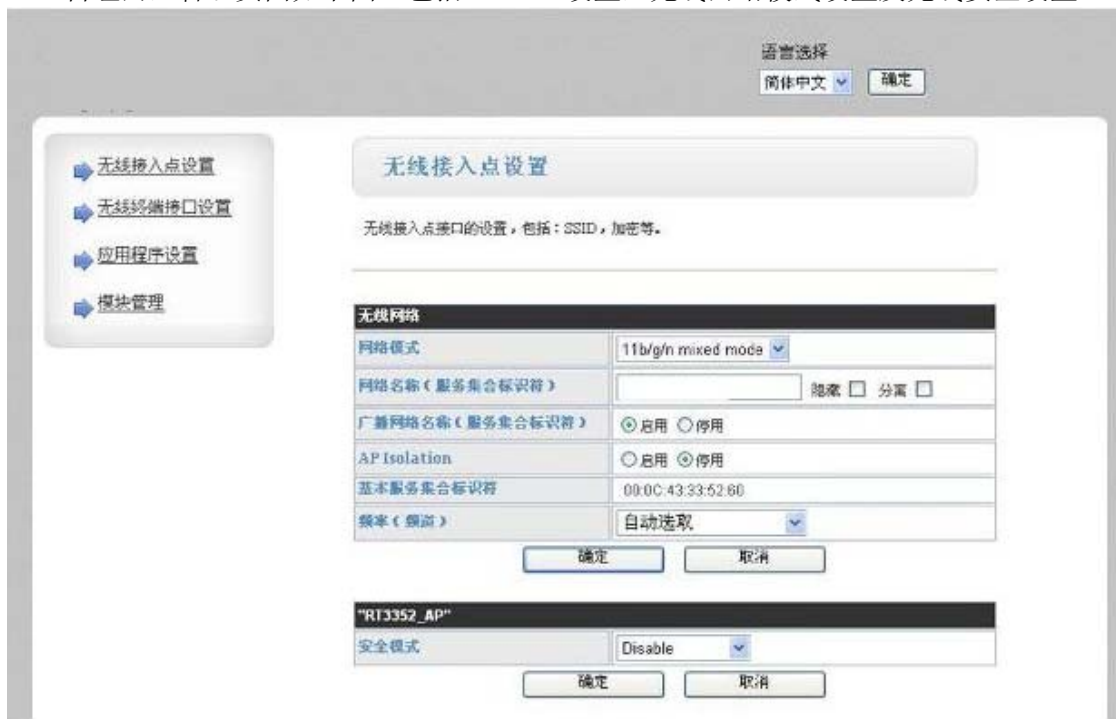 语言选择
简体中文 确定
无线接入点设置
无线终端接口设置
应用程序设置
模块管理
无线接入点设置
无线接入点接口的设置，包括：SSID，加密等。
无线网络
网络模式 11b/g/n mixed mode
网络名称（服务集合标识符） 隐藏 分离
广播网络名称（服务集合标识符） 启用 停用
AP Isolation 启用 停用
基本服务集合标识符 00:0C:43:33:52:60
频率（频道） 自动选取
确定 取消
"RT3352_AP"
安全模式 Disable
确定 取消